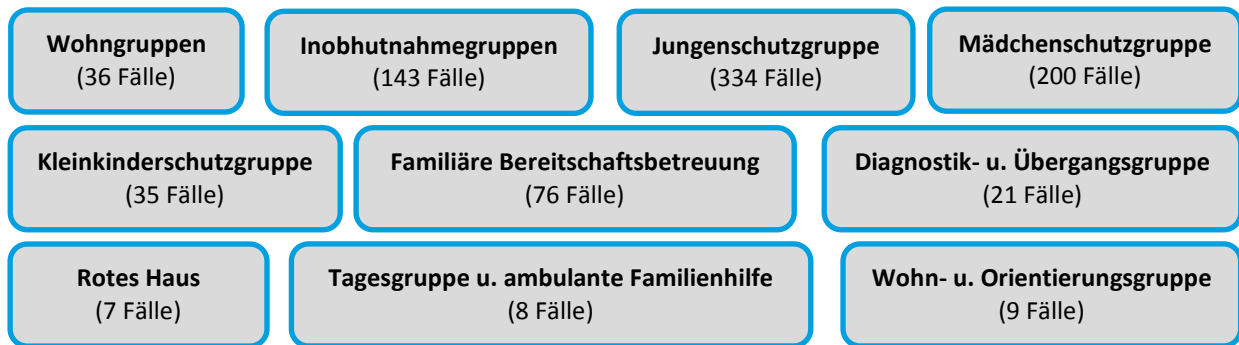 Wohngruppen
(36 Fälle)
Inobhutnahmegruppen
(143 Fälle)
Jungenschutzgruppe
(334 Fälle)
Mädchenschutzgruppe
(200 Fälle)
Kleinkinderschutzgruppe
(35 Fälle)
Familiäre Bereitschaftsbetreuung
(76 Fälle)
Diagnostik- u. Übergangsgruppe
(21 Fälle)
Rotes Haus
(7 Fälle)
Tagesgruppe u. ambulante Familienhilfe
(8 Fälle)
Wohn- u. Orientierungsgruppe
(9 Fälle)